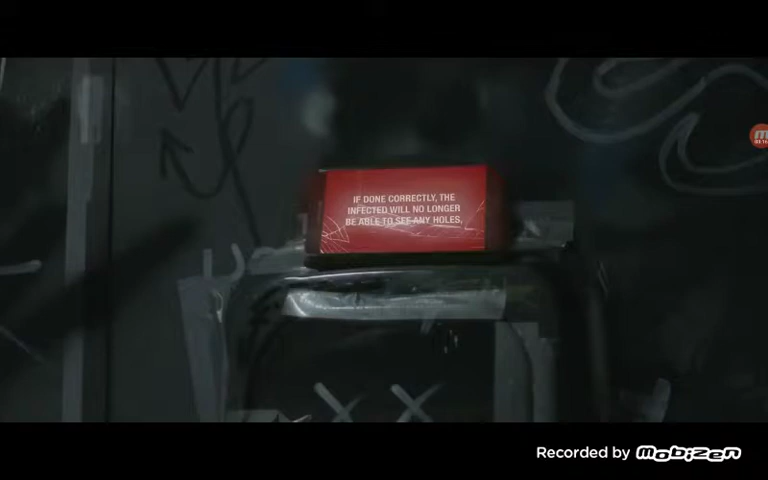 IF DONE CORRECTLY, THE
INFECTED WILL NO LONGER
BE ABLE TO SEE ANY HOLES,
Recorded by mobizen